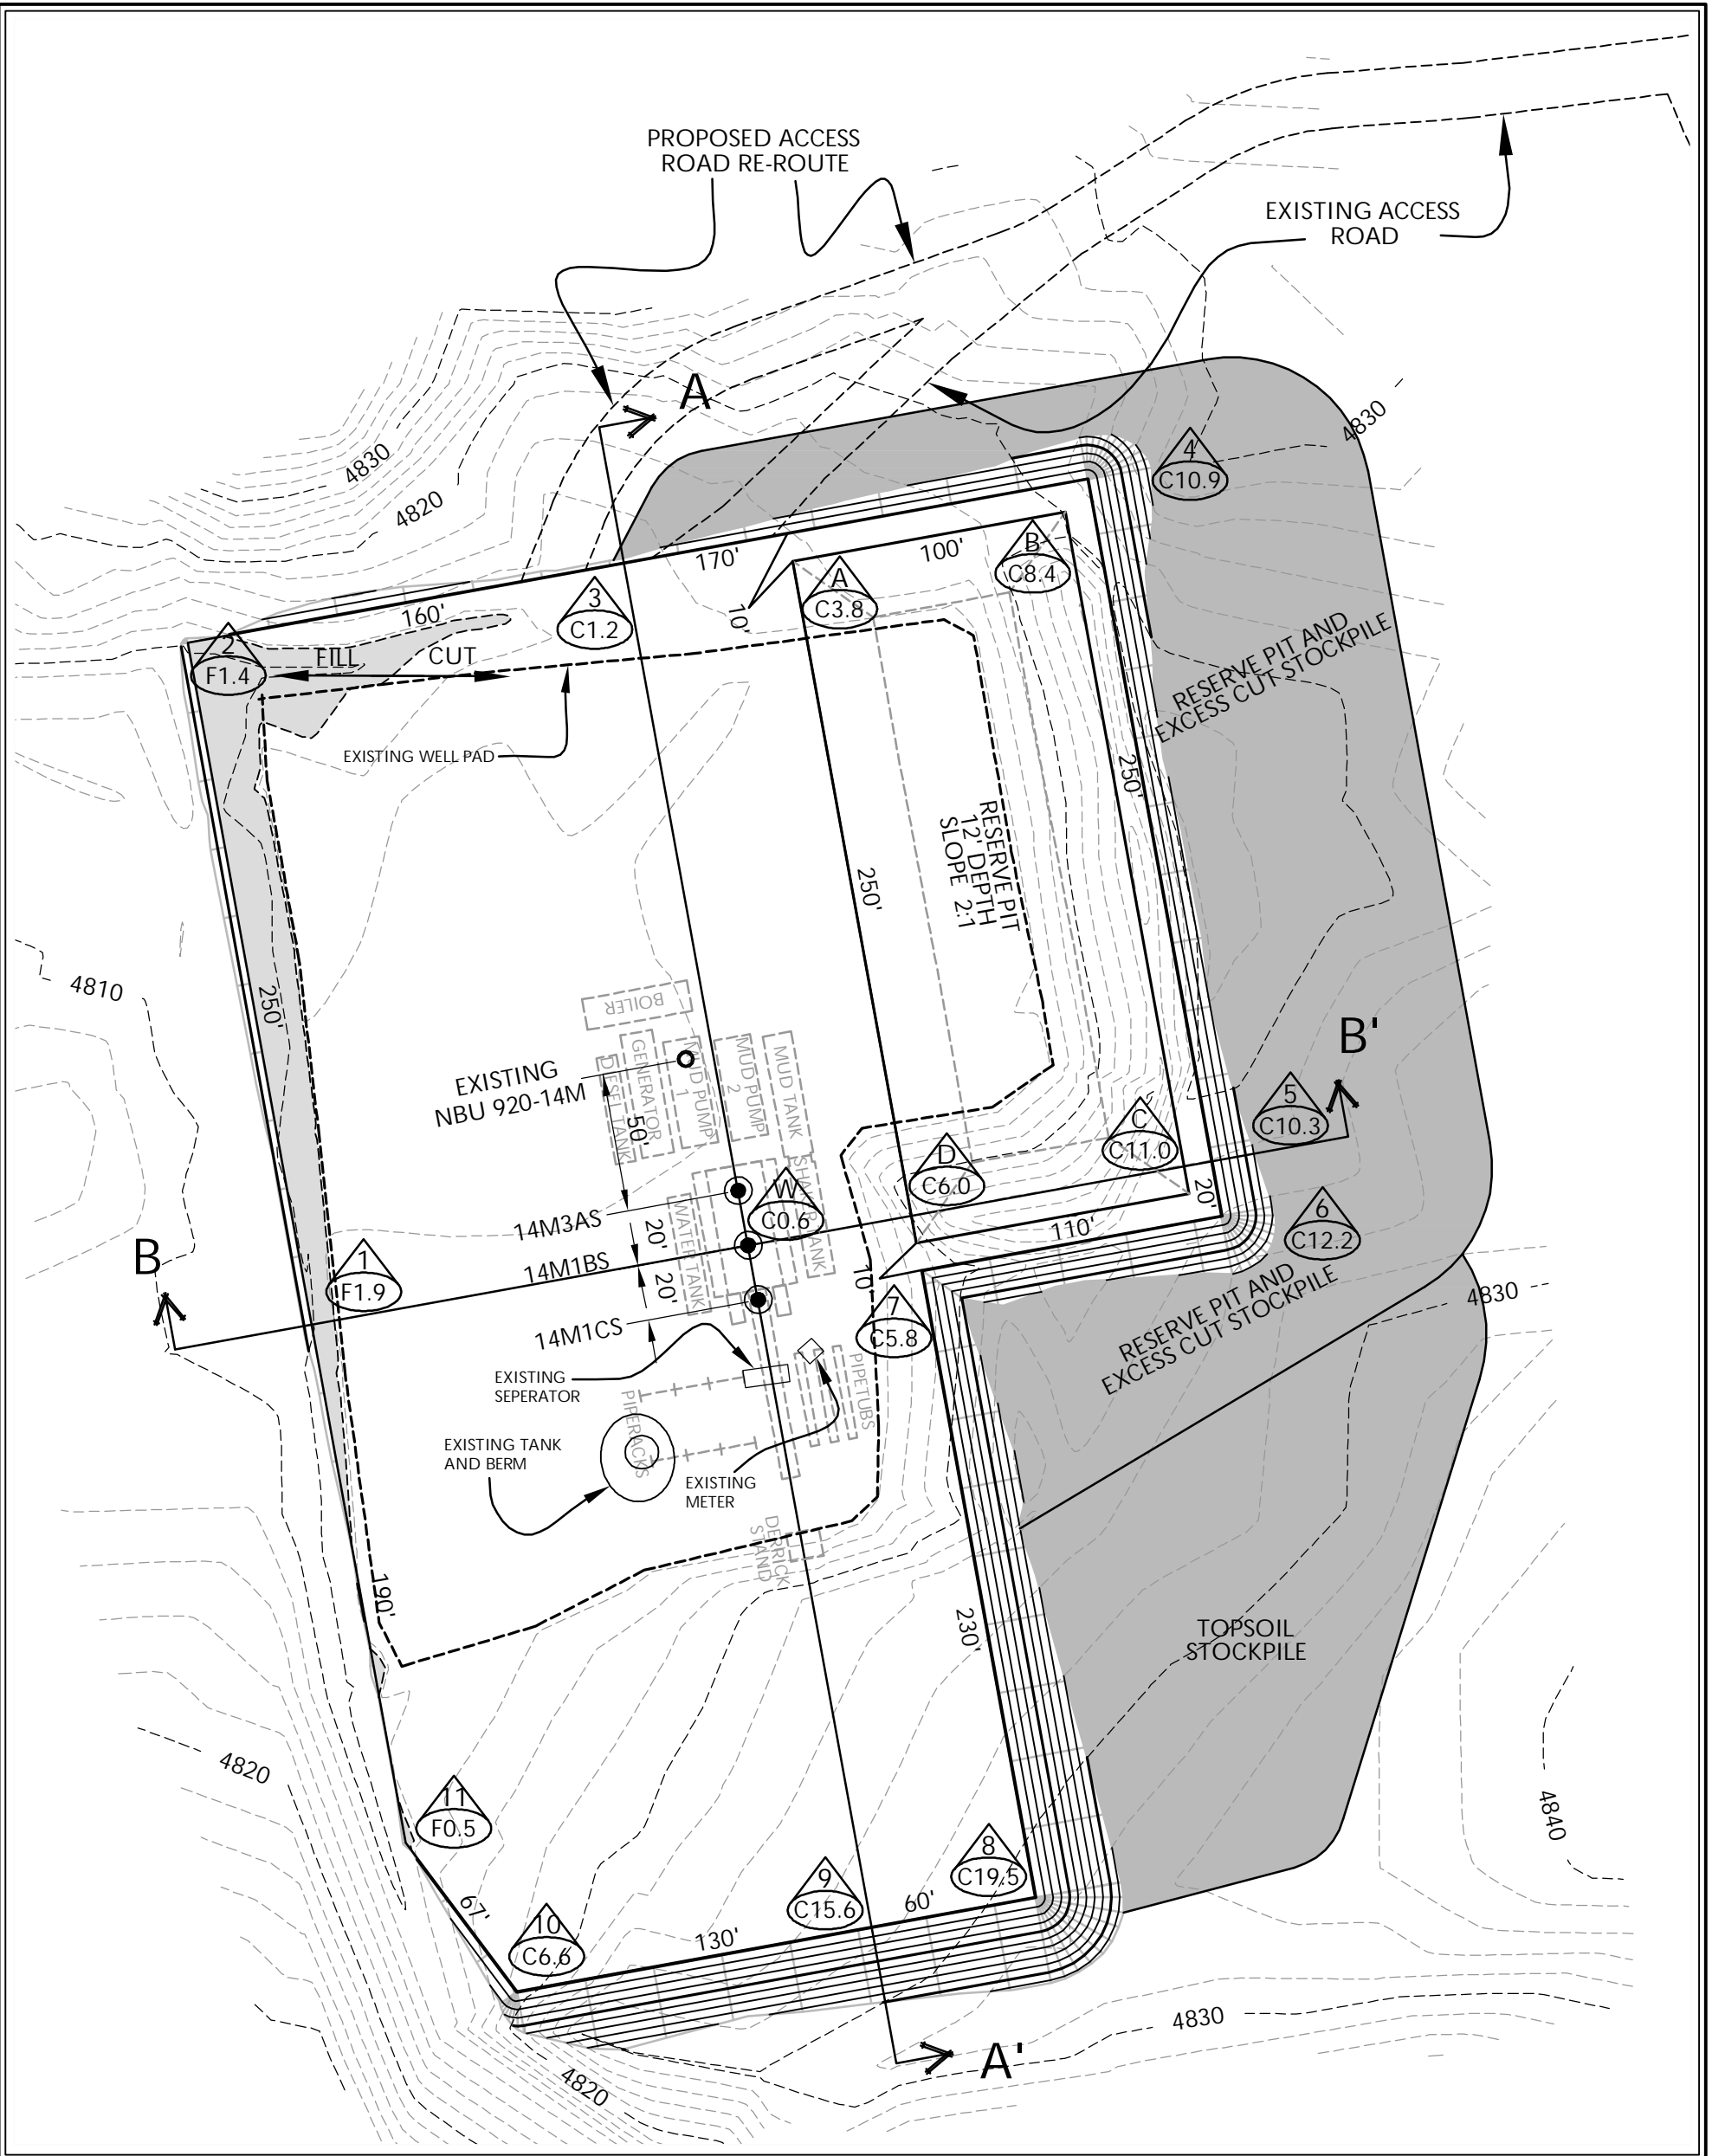 PROPOSED ACCESS
ROAD RE-ROUTE
EXISTING ACCESS
ROAD
A
4830
4830
4820
4
C10.9
170'
100'
B
C8.4
A
C3.8
3
C1.2
160'
10'
2
F1.4
FILL
CUT
EXISTING WELL PAD
RESERVE PIT AND
EXCESS CUT STOCKPILE
250'
RESERVE PIT
12' DEPTH
SLOPE 2:1
250'
250'
4810
BOILER
EXISTING
NBU 920-14M
DIESEL TANK
GENERATOR
MUD PUMP
1
MUD PUMP
2
MUD TANK
50'
B'
5
C10.3
C
C11.0
D
C6.0
W
C0.6
SHAKER TANK
WATER TANK
20'
14M3AS
20'
110'
6
C12.2
B
14M1BS
20'
1
F1.9
10'
7
C5.8
RESERVE PIT AND
EXCESS CUT STOCKPILE
4830
14M1CS
EXISTING
SEPERATOR
PIPETUBS
PIPERACKS
EXISTING TANK
AND BERM
EXISTING
METER
DERRICK
STAND
190'
230'
TOPSOIL
STOCKPILE
4820
4840
11
F0.5
8
C19.5
9
C15.6
60'
67'
10
C6.6
130'
4830
A'
4820